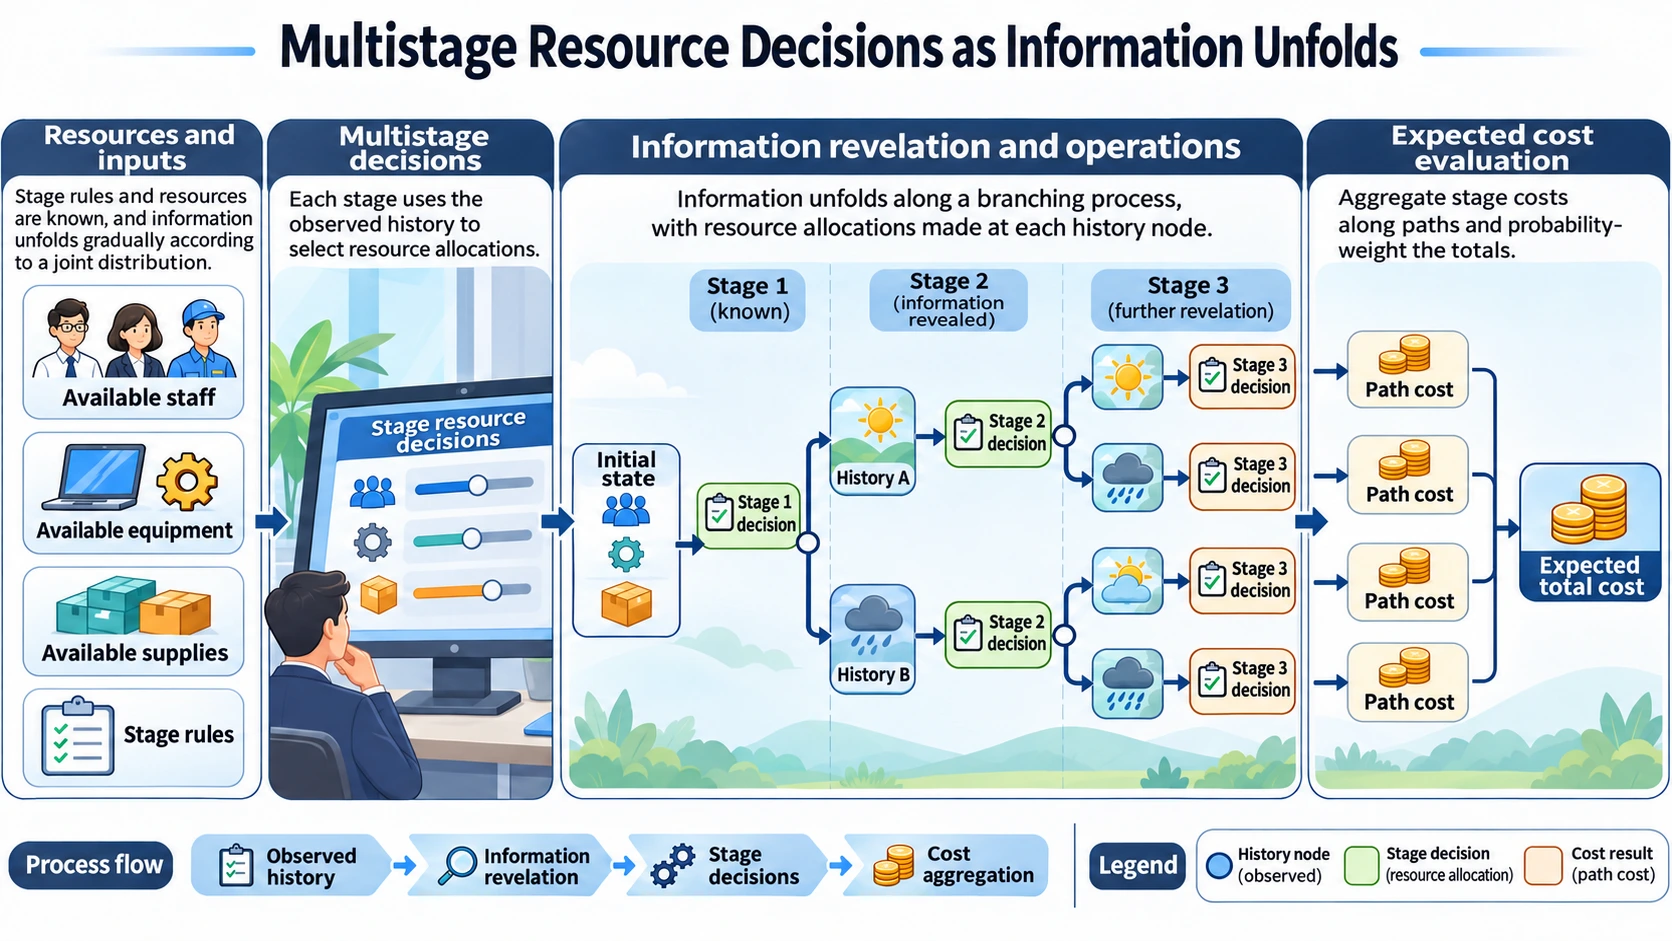 Multistage Resource Decisions as Information Unfolds
Resources and
inputs
Stage rules and resources
are known, and information
unfolds gradually according
to a joint distribution.
Available staff
Available equipment
Available supplies
Stage rules
Multistage
decisions
Each stage uses the
observed history to
select resource allocations.
Stage resource
decisions
Information revelation and operations
Information unfolds along a branching process,
with resource allocations made at each history node.
Stage 1
(known)
Stage 2
(information
revealed)
Stage 3
(further revelation)
Initial
state
Stage 1
decision
History A
Stage 2
decision
Stage 3
decision
Stage 3
decision
History B
Stage 2
decision
Stage 3
decision
Stage 3
decision
Expected cost
evaluation
Aggregate stage costs
along paths and probability-
weight the totals.
Path cost
Path cost
Path cost
Path cost
Expected
total cost
Process flow
Observed
history
Information
revelation
Stage
decisions
Cost
aggregation
Legend
History node
(observed)
Stage decision
(resource allocation)
Cost result
(path cost)